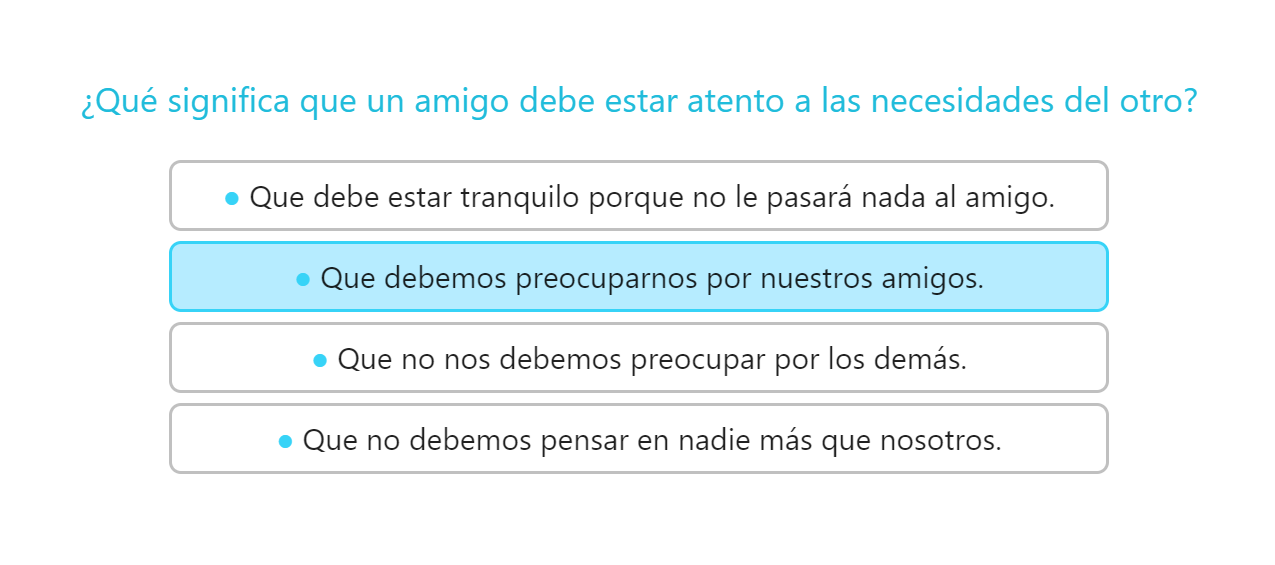 ¿Qué significa que un amigo debe estar atento a las necesidades del otro?
● Que debe estar tranquilo porque no le pasará nada al amigo.
● Que debemos preocuparnos por nuestros amigos.
● Que no nos debemos preocupar por los demás.
● Que no debemos pensar en nadie más que nosotros.